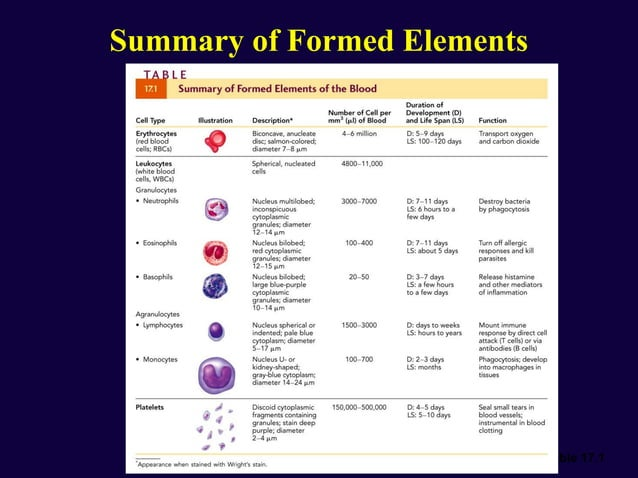 Summary of Formed Elements
TABLE
17.1 Summary of Formed Elements of the Blood
Cell Type Illustration Description* Number of Cell per mm³ (µl) of Blood Duration of Development (D) and Life Span (LS) Function
Erythrocytes (red blood cells; RBCs) Biconcave, anucleate disc; salmon-colored; diameter 7–8 µm 4–6 million D: 5–9 days LS: 100–120 days Transport oxygen and carbon dioxide
Leukocytes (white blood cells, WBCs) Spherical, nucleated cells 4800–11,000
Granulocytes
• Neutrophils Nucleus multilobed; inconspicuous cytoplasmic granules; diameter 12–14 µm 3000–7000 D: 7–11 days LS: 6 hours to a few days Destroy bacteria by phagocytosis
• Eosinophils Nucleus bilobed; red cytoplasmic granules; diameter 12–15 µm 100–400 D: 7–11 days LS: about 5 days Turn off allergic responses and kill parasites
• Basophils Nucleus bilobed; large blue-purple cytoplasmic granules; diameter 10–14 µm 20–50 D: 3–7 days LS: a few hours to a few days Release histamine and other mediators of inflammation
Agranulocytes
• Lymphocytes Nucleus spherical or indented; pale blue cytoplasm; diameter 5–17 µm 1500–3000 D: days to weeks LS: hours to years Mount immune response by direct cell attack (T cells) or via antibodies (B cells)
• Monocytes Nucleus U- or kidney-shaped; gray-blue cytoplasm; diameter 14–24 µm 100–700 D: 2–3 days LS: months Phagocytosis; develop into macrophages in tissues
Platelets Discoid cytoplasmic fragments containing granules; stain deep purple; diameter 2–4 µm 150,000–500,000 D: 4–5 days LS: 5–10 days Seal small tears in blood vessels; instrumental in blood clotting
*Appearance when stained with Wright's stain.
17.1